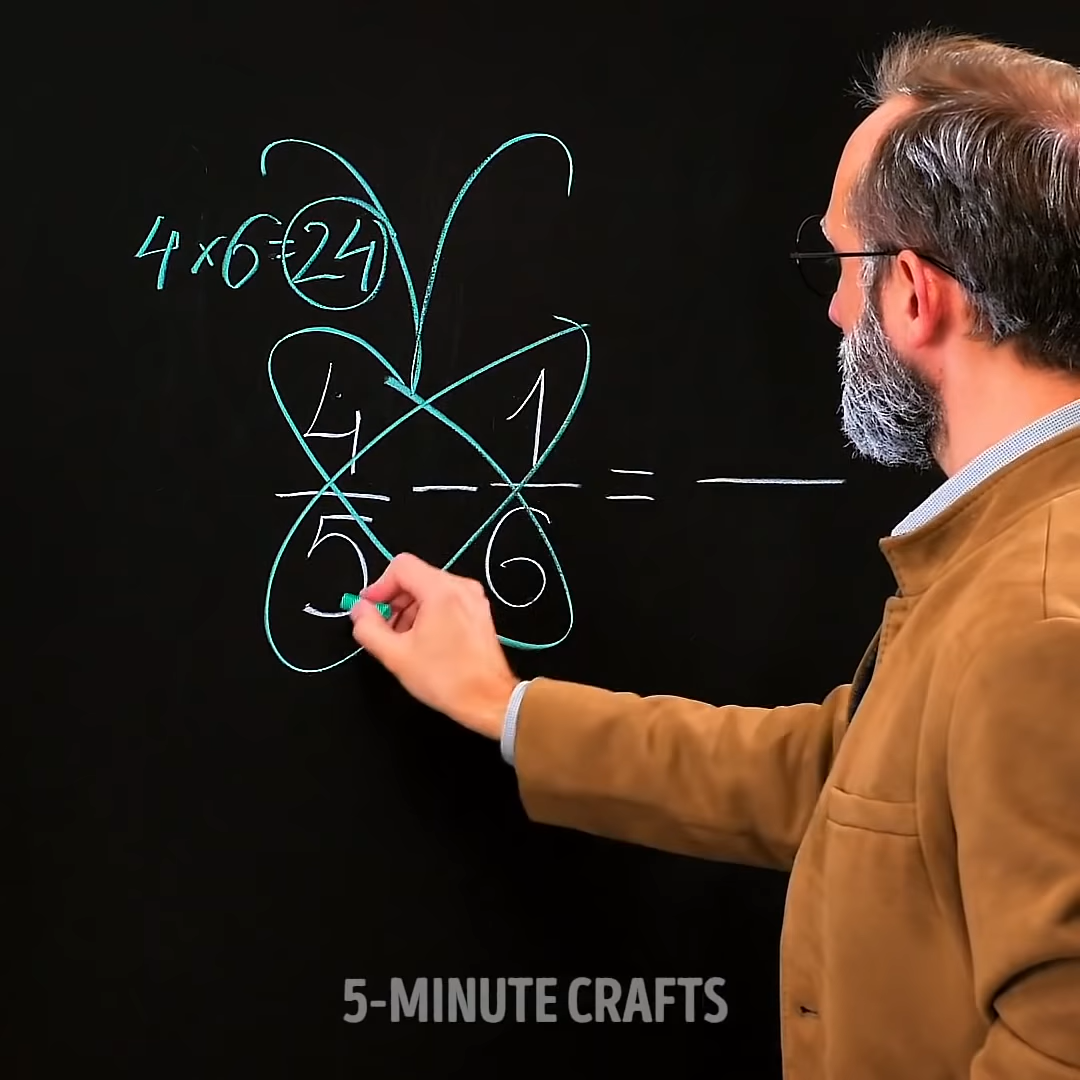 4 × 6 = 24
4/5 - 1/6 =
5-MINUTE CRAFTS